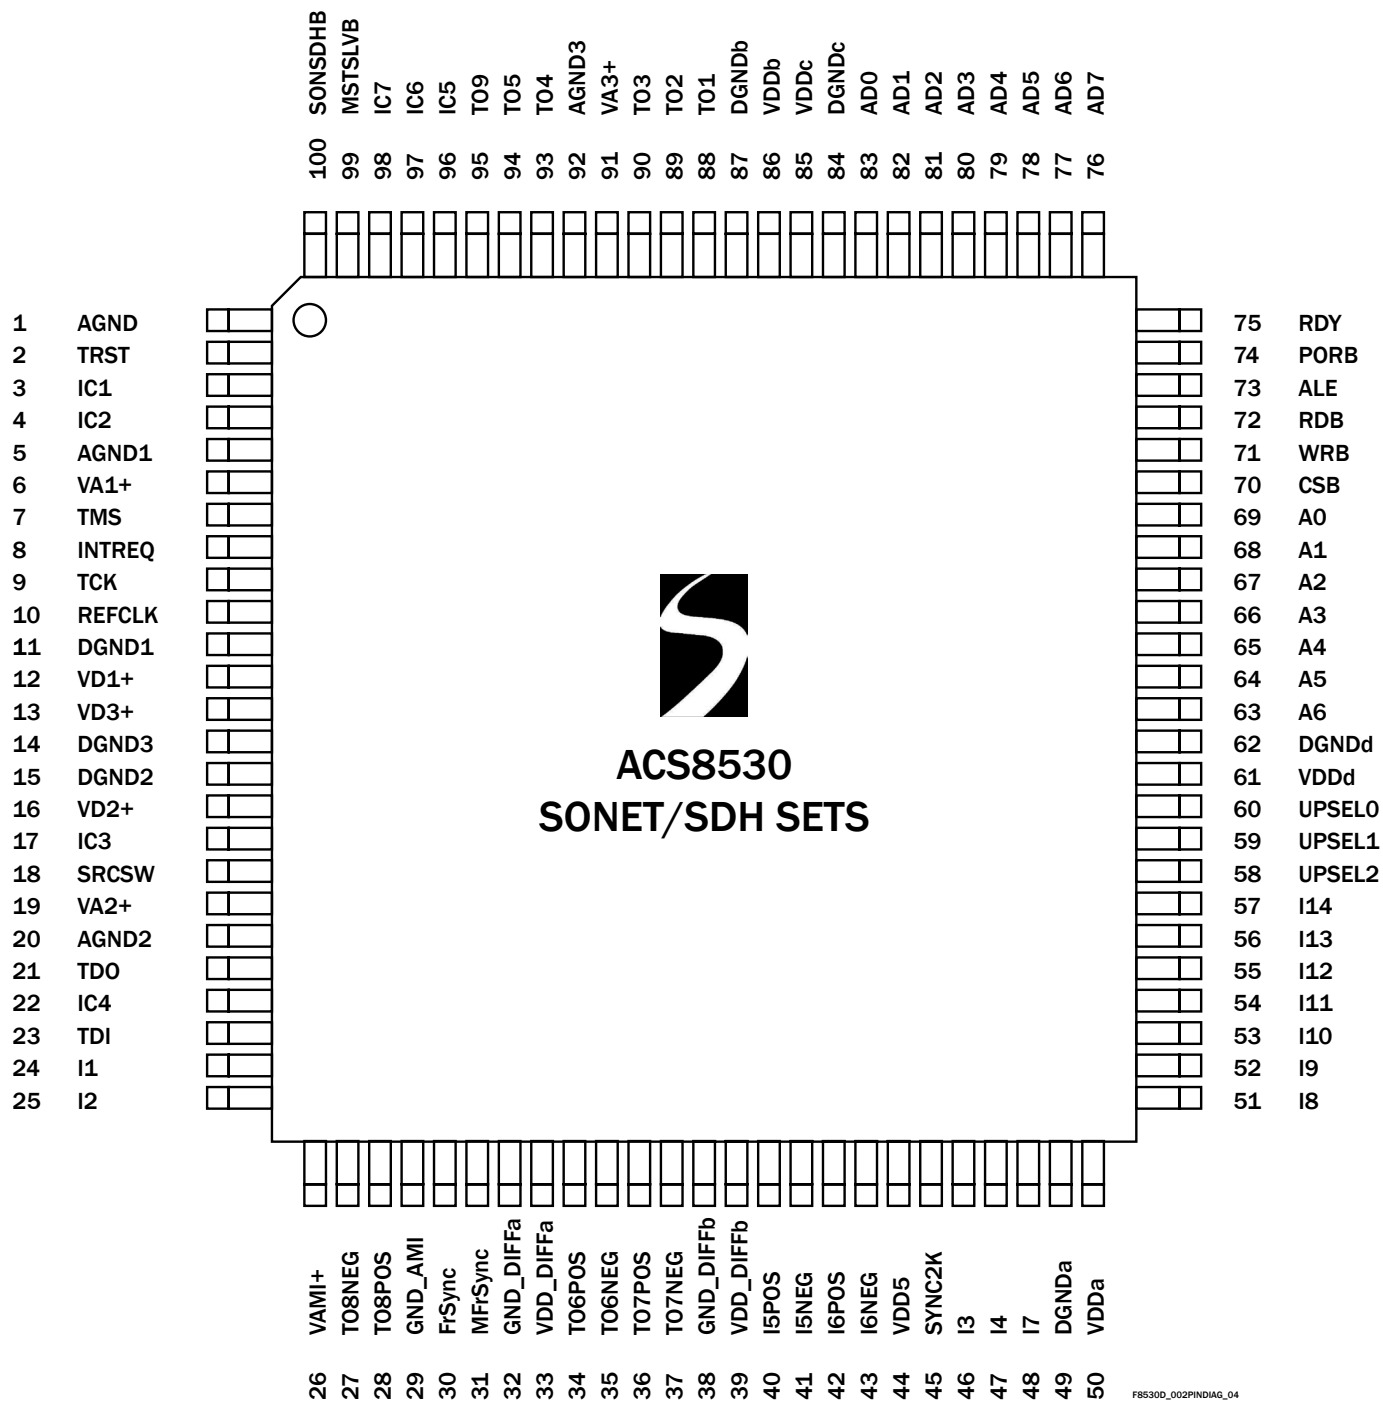 SONSDHB MSTSLVB IC7 IC6 IC5 TO9 TO5 TO4 AGND3 VA3+ TO3 TO2 TO1 DGNDb VDDb VDDc DGNDc AD0 AD1 AD2 AD3 AD4 AD5 AD6 AD7
100 99 98 97 96 95 94 93 92 91 90 89 88 87 86 85 84 83 82 81 80 79 78 77 76
1 AGND
2 TRST
3 IC1
4 IC2
5 AGND1
6 VA1+
7 TMS
8 INTREQ
9 TCK
10 REFCLK
11 DGND1
12 VD1+
13 VD3+
14 DGND3
15 DGND2
16 VD2+
17 IC3
18 SRCSW
19 VA2+
20 AGND2
21 TDO
22 IC4
23 TDI
24 I1
25 I2
ACS8530
SONET/SDH SETS
75 RDY
74 PORB
73 ALE
72 RDB
71 WRB
70 CSB
69 A0
68 A1
67 A2
66 A3
65 A4
64 A5
63 A6
62 DGNDd
61 VDDd
60 UPSEL0
59 UPSEL1
58 UPSEL2
57 I14
56 I13
55 I12
54 I11
53 I10
52 I9
51 I8
VAMI+ TO8NEG TO8POS GND_AMI FrSync MFrSync GND_DIFFa VDD_DIFFa TO6POS TO6NEG TO7POS TO7NEG GND_DIFFb VDD_DIFFb I5POS I5NEG I6POS I6NEG VDD5 SYNC2K I3 I4 I7 DGNDa VDDa
26 27 28 29 30 31 32 33 34 35 36 37 38 39 40 41 42 43 44 45 46 47 48 49 50
F8530D_002PINDIAG_04